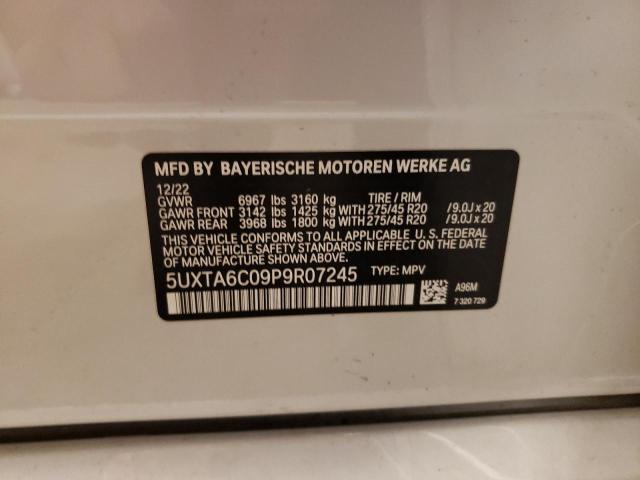 MFD BY BAYERISCHE MOTOREN WERKE AG
12/22
GVWR 6967 lbs 3160 kg TIRE / RIM
GAWR FRONT 3142 lbs 1425 kg WITH 275/45 R20 /9.0J x 20
GAWR REAR 3968 lbs 1800 kg WITH 275/45 R20 /9.0J x 20
THIS VEHICLE CONFORMS TO ALL APPLICABLE U. S. FEDERAL
MOTOR VEHICLE SAFETY STANDARDS IN EFFECT ON THE DATE
OF MANUFACTURE SHOWN ABOVE.
5UXTA6C09P9R07245 TYPE: MPV
A96M
7 320 729